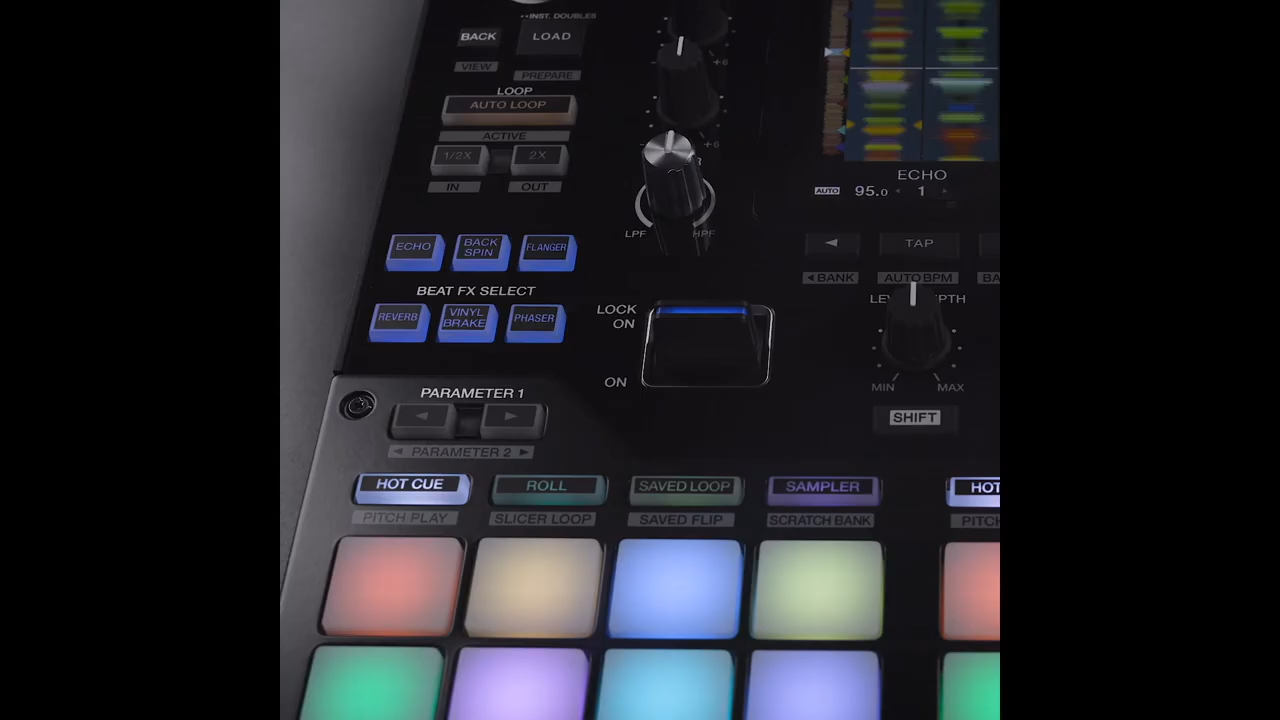 INST. DOUBLES
BACK
LOAD
VIEW
PREPARE
LOOP
AUTO LOOP
ACTIVE
1/2X
2X
IN
OUT
+6
+6
LPF
HPF
ECHO
AUTO
95.0
1
TAP
BANK
AUTO BPM
BA
ECHO
BACK
SPIN
FLANGER
BEAT FX SELECT
REVERB
VINYL
BRAKE
PHASER
LOCK
ON
ON
MIN
MAX
SHIFT
PARAMETER 1
PARAMETER 2
HOT CUE
ROLL
SAVED LOOP
SAMPLER
HOT
PITCH PLAY
SLICER LOOP
SAVED FLIP
SCRATCH BANK
PITCH